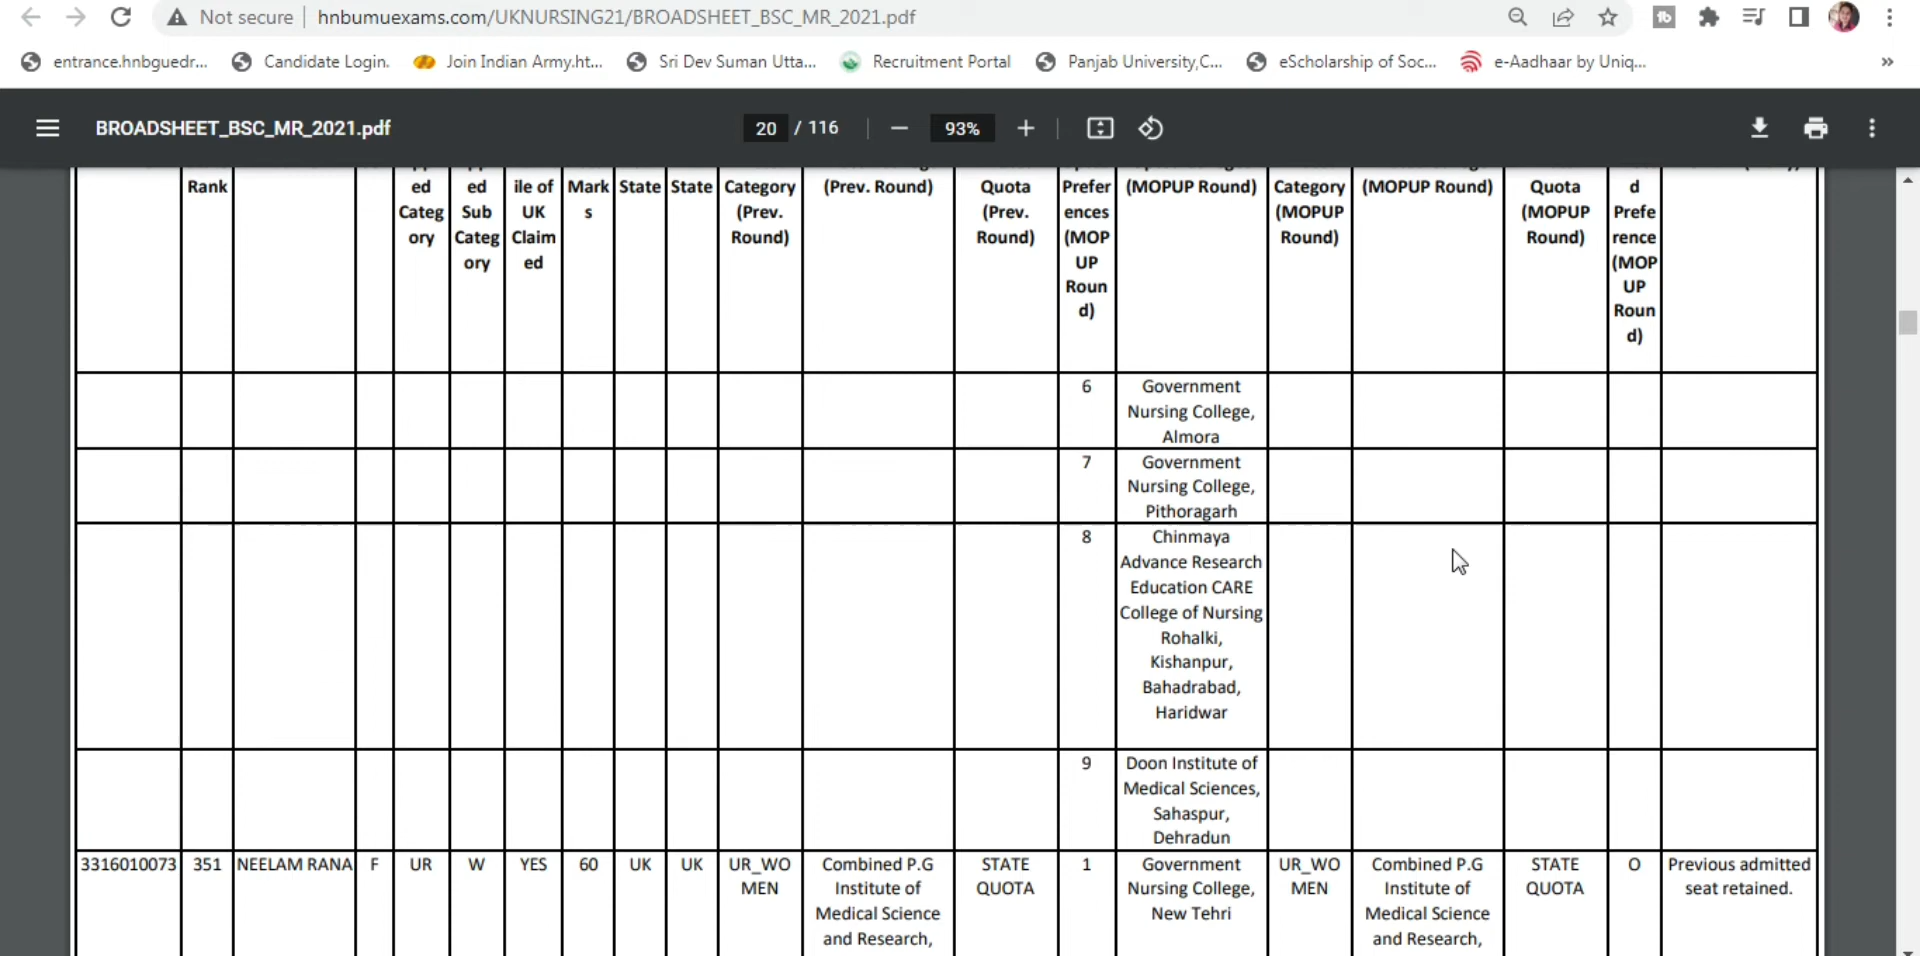 Not secure | hnbumuexams.com/UKNURSING21/BROADSHEET_BSC_MR_2021.pdf
entrance.hnbguedr... Candidate Login. Join Indian Army.ht... Sri Dev Suman Utta... Recruitment Portal Panjab University,C... eScholarship of Soc... e-Aadhaar by Uniq... »
BROADSHEET_BSC_MR_2021.pdf 20 / 116 93%
Rank
ed
Categ
ory
ed
Sub
Categ
ory
ile of
UK
Claim
ed
Mark
s
State
State
Category
(Prev.
Round)
(Prev. Round)
Quota
(Prev.
Round)
Prefer
ences
(MOP
UP
Roun
d)
(MOPUP Round)
Category
(MOPUP
Round)
(MOPUP Round)
Quota
(MOPUP
Round)
d
Prefe
rence
(MOP
UP
Roun
d)
6
Government
Nursing College,
Almora
7
Government
Nursing College,
Pithoragarh
8
Chinmaya
Advance Research
Education CARE
College of Nursing
Rohalki,
Kishanpur,
Bahadrabad,
Haridwar
9
Doon Institute of
Medical Sciences,
Sahaspur,
Dehradun
3316010073
351
NEELAM RANA
F
UR
W
YES
60
UK
UK
UR_WO
MEN
Combined P.G
Institute of
Medical Science
and Research,
STATE
QUOTA
1
Government
Nursing College,
New Tehri
UR_WO
MEN
Combined P.G
Institute of
Medical Science
and Research,
STATE
QUOTA
O
Previous admitted
seat retained.